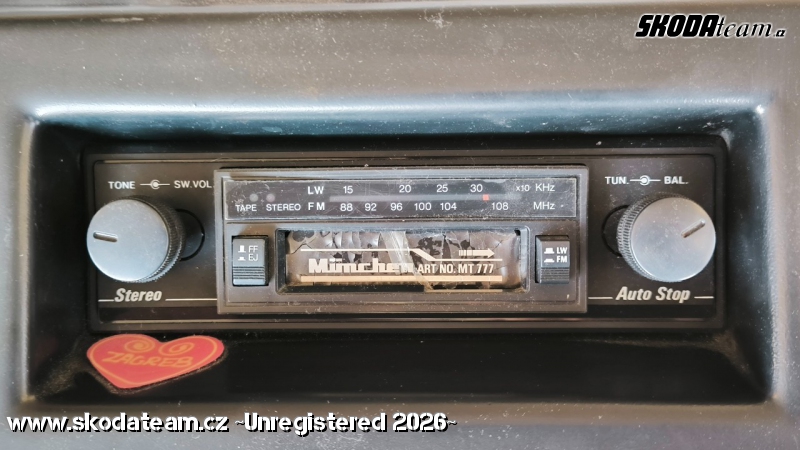 SKODAteam.cz
TONE SW.VOL.
LW 15 20 25 30 x10 KHz
TAPE STEREO FM 88 92 96 100 104 108 MHz
TUN. BAL.
FF
EJ
München
ART NO. MT 777
LW
FM
Stereo
Auto Stop
ZAGREB
www.skodateam.cz ~Unregistered 2026~